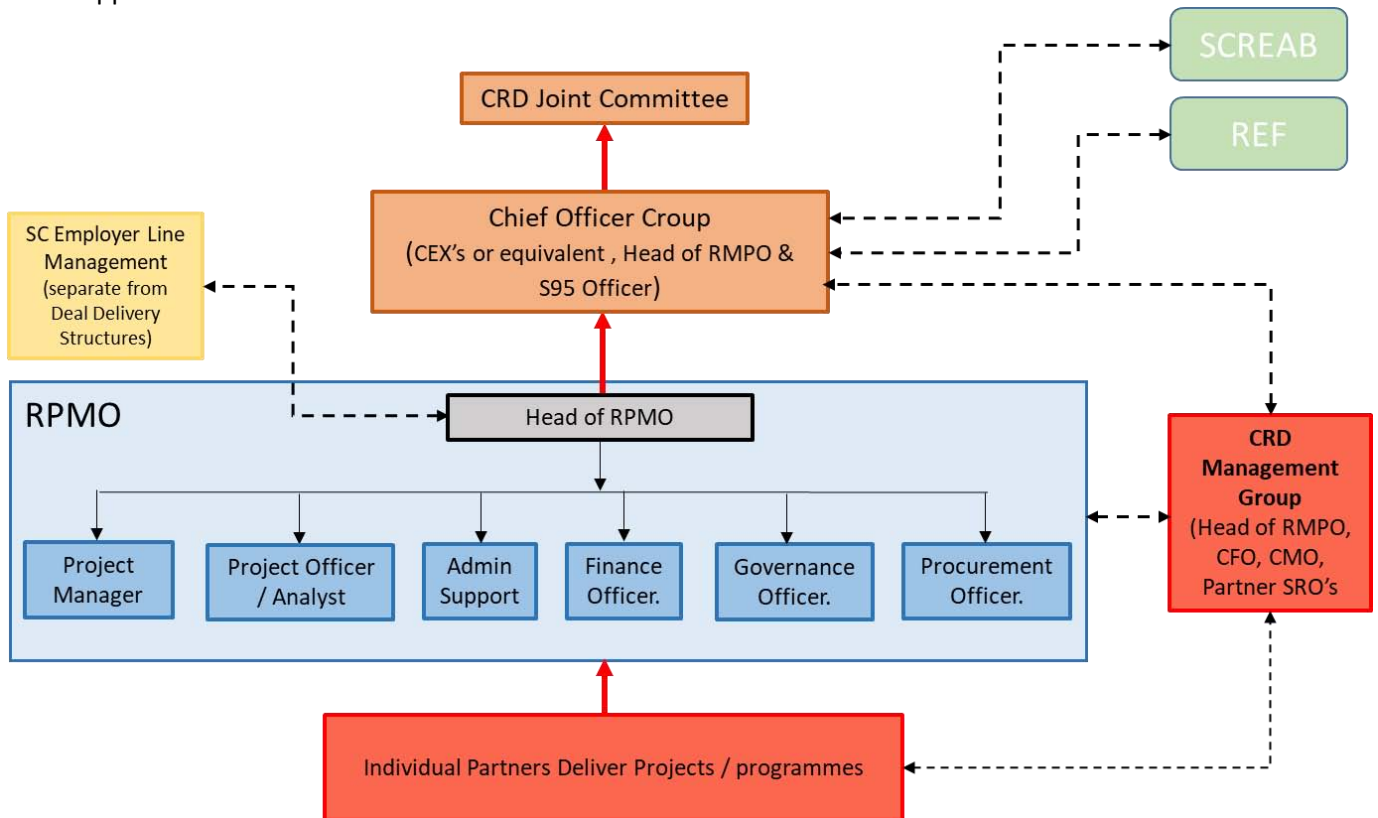 SCREAB
CRD Joint Committee
REF
Chief Officer Croup
(CEX's or equivalent , Head of RMPO &
S95 Officer)
SC Employer Line
Management
(separate from
Deal Delivery
Structures)
RPMO
Head of RPMO
CRD
Management
Group
(Head of RMPO,
CFO, CMO,
Partner SRO's
Project
Manager
Project Officer
/ Analyst
Admin
Support
Finance
Officer.
Governance
Officer.
Procurement
Officer.
Individual Partners Deliver Projects / programmes